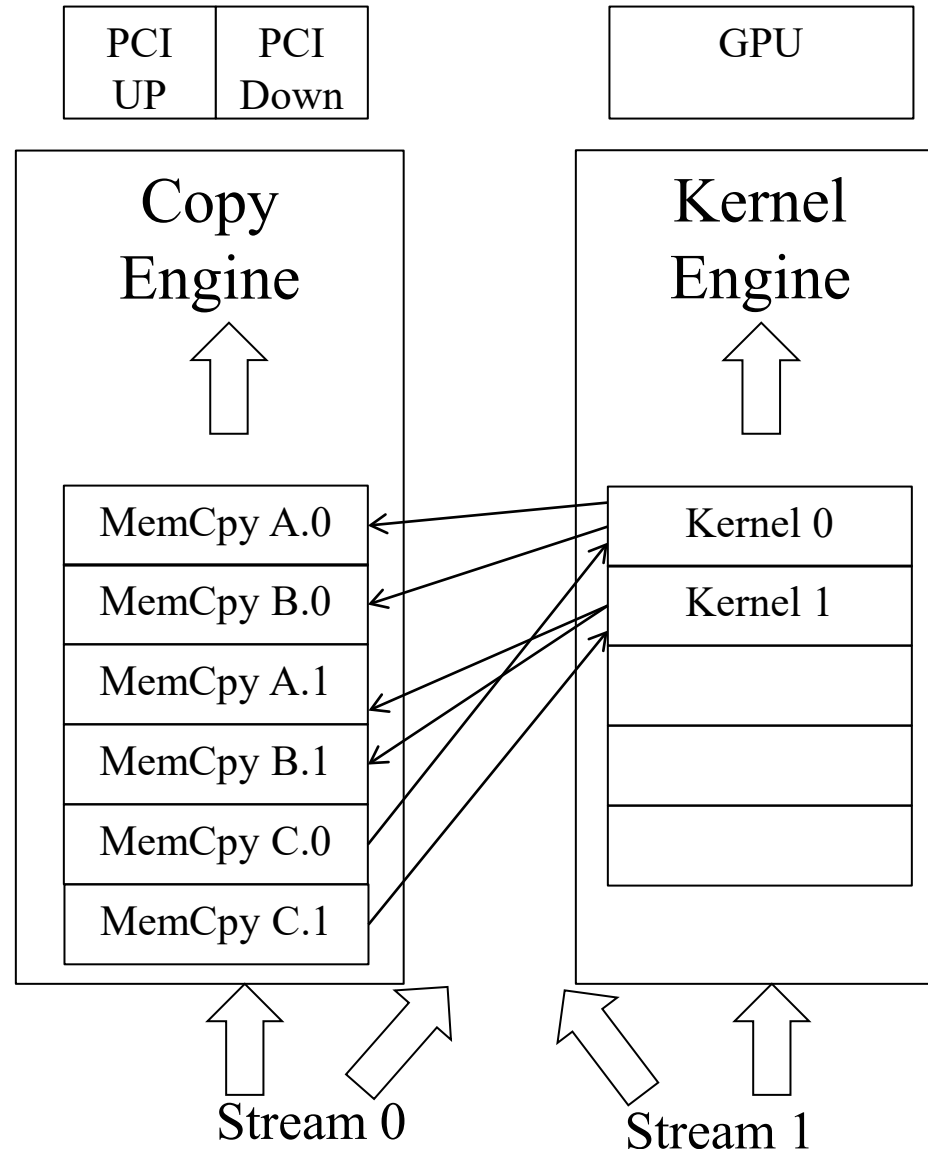 PCI
UP
PCI
Down
GPU
Copy
Engine
Kernel
Engine
MemCpy A.0
MemCpy B.0
MemCpy A.1
MemCpy B.1
MemCpy C.0
MemCpy C.1
Kernel 0
Kernel 1
Stream 0
Stream 1